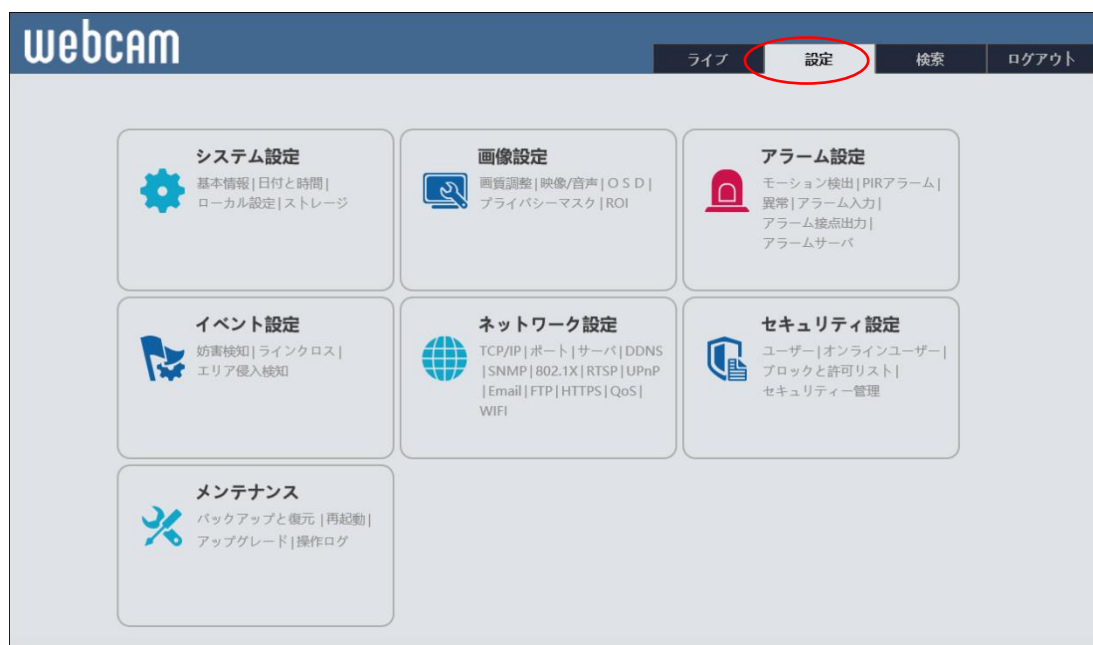 webcam
ライブ 設定 検索 ログアウト
システム設定
基本情報|日付と時間|
ローカル設定|ストレージ
画像設定
画質調整|映像/音声|OSD|
プライバシーマスク|ROI
アラーム設定
モーション検出|PIRアラーム|
異常|アラーム入力|
アラーム接点出力|
アラームサーバ
イベント設定
妨害検知|ラインクロス|
エリア侵入検知
ネットワーク設定
TCP/IP|ポート|サーバ|DDNS
|SNMP|802.1X|RTSP|UPnP
|Email|FTP|HTTPS|QoS|
WIFI
セキュリティ設定
ユーザー|オンラインユーザー|
ブロックと許可リスト|
セキュリティー管理
メンテナンス
バックアップと復元|再起動|
アップグレード|操作ログ